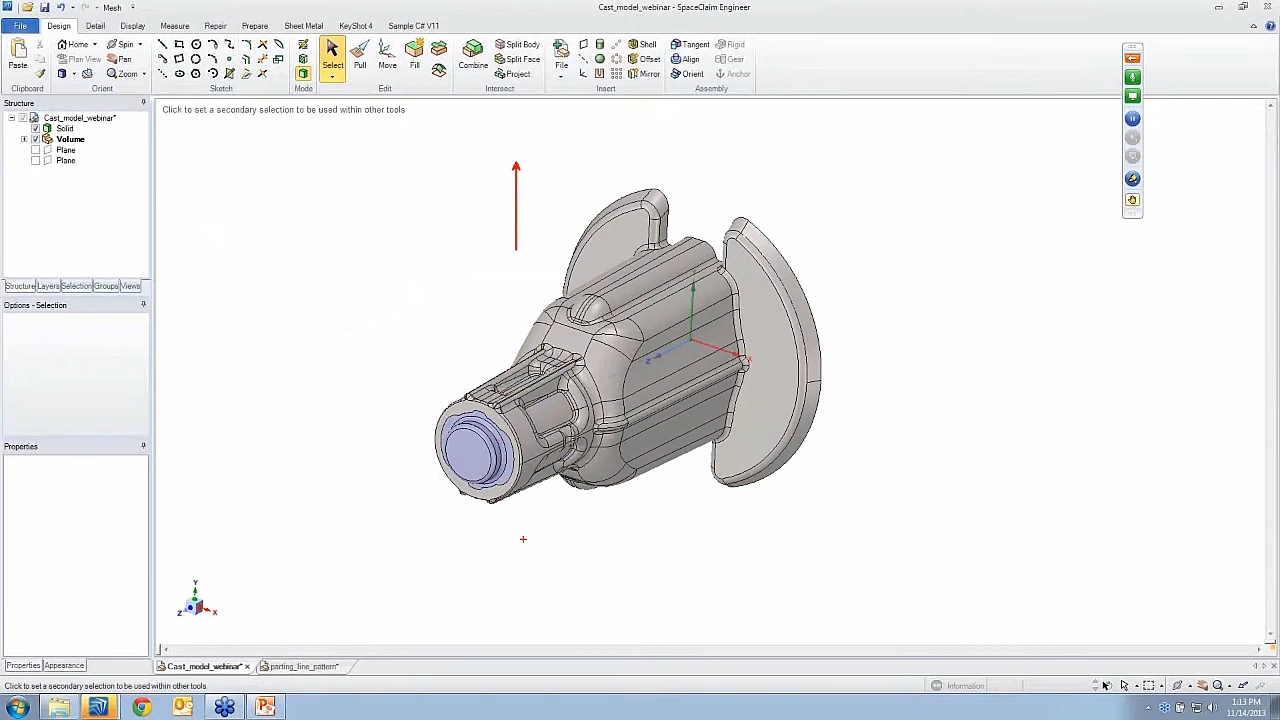 Mesh
Cast_model_webinar - SpaceClaim Engineer
File Design Detail Display Measure Repair Prepare Sheet Metal KeyShot 4 Sample C# V11
Home Spin Split Body Shell Tangent Rigid
Plan View Pan Split Face Offset Align Gear
Paste Select Pull Move Fill Combine File
Zoom Project Mirror Orient Anchor
Clipboard Orient Sketch Mode Edit Intersect Insert Assembly
Structure
Click to set a secondary selection to be used within other tools
Cast_model_webinar*
Solid
Volume
Plane
Plane
Structure Layers Selection Groups Views
Options - Selection
Z X
Properties
Y
Z X
Properties Appearance
Cast_model_webinar* parting_line_pattern*
Click to set a secondary selection to be used within other tools
Information
1:13 PM
11/14/2013